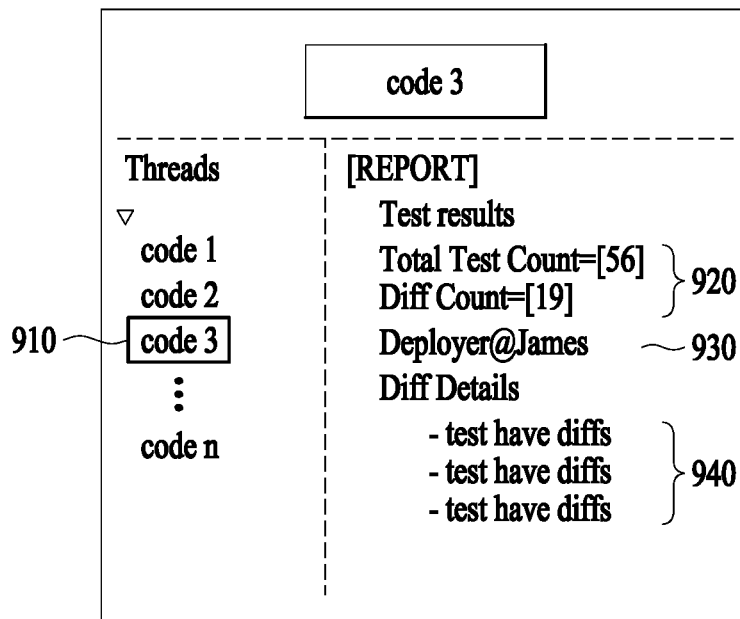 code 3
Threads
▽
code 1
code 2
910
code 3
⋮
code n
[REPORT]
Test results
Total Test Count=[56]
Diff Count=[19]
920
Deployer@James
930
Diff Details
- test have diffs
- test have diffs
- test have diffs
940